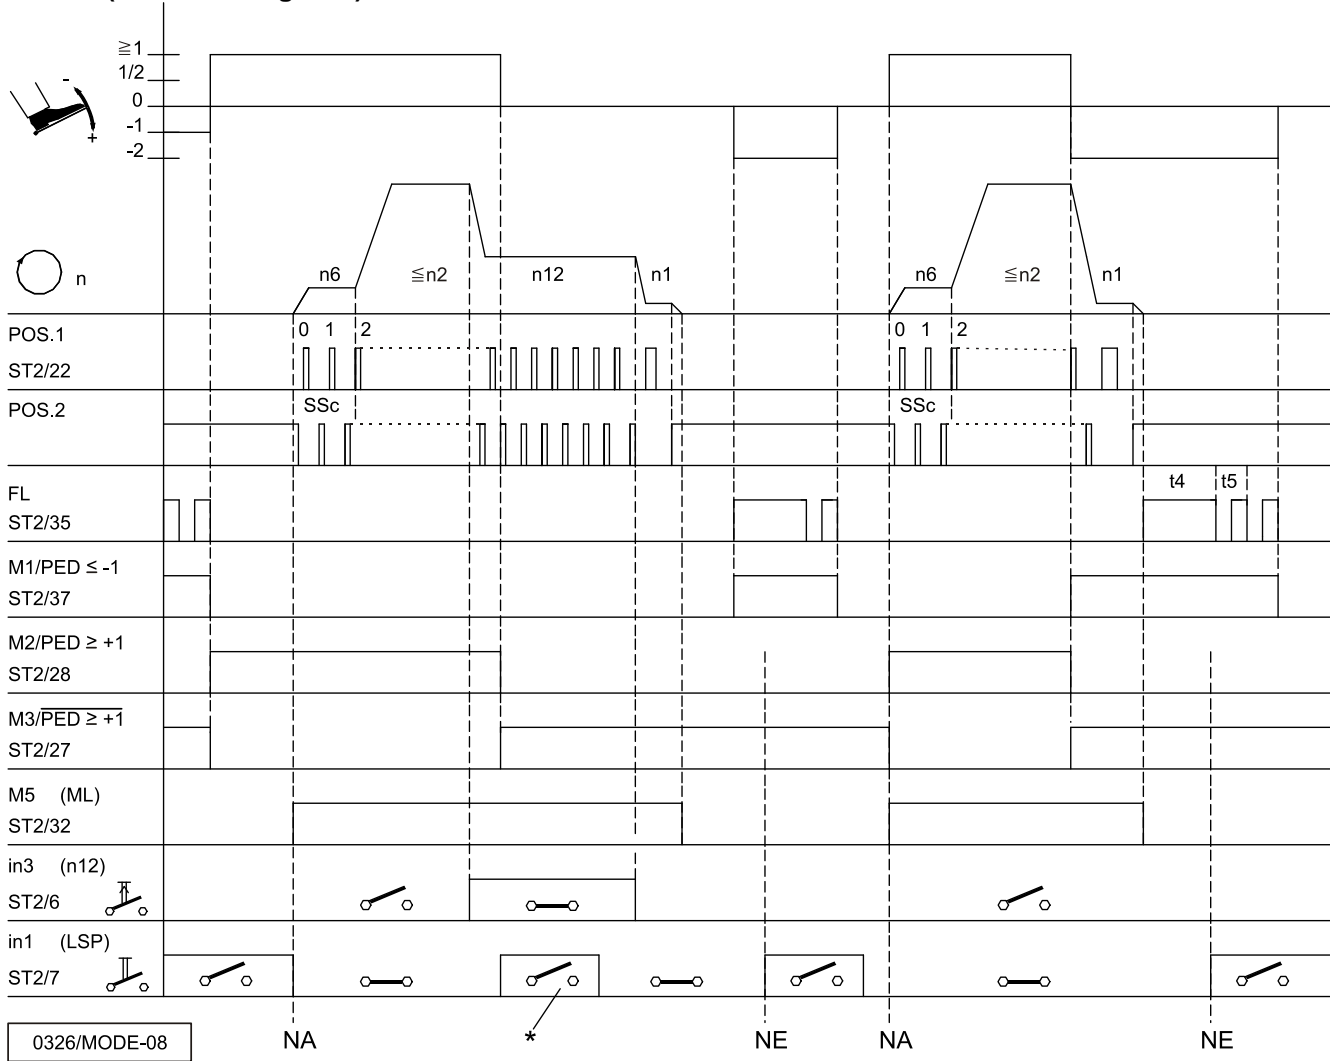 ≧1
1/2
0
-1
-2
-
+
n
n6
≦n2
n12
n1
n6
≦n2
n1
POS.1
ST2/22
0 1 2
0 1 2
POS.2
SSc
SSc
FL
ST2/35
t4 t5
M1/PED ≤ -1
ST2/37
M2/PED ≥ +1
ST2/28
M3/PED ≥ +1
ST2/27
M5 (ML)
ST2/32
in3 (n12)
ST2/6
in1 (LSP)
ST2/7
0326/MODE-08
NA
*
NE
NA
NE